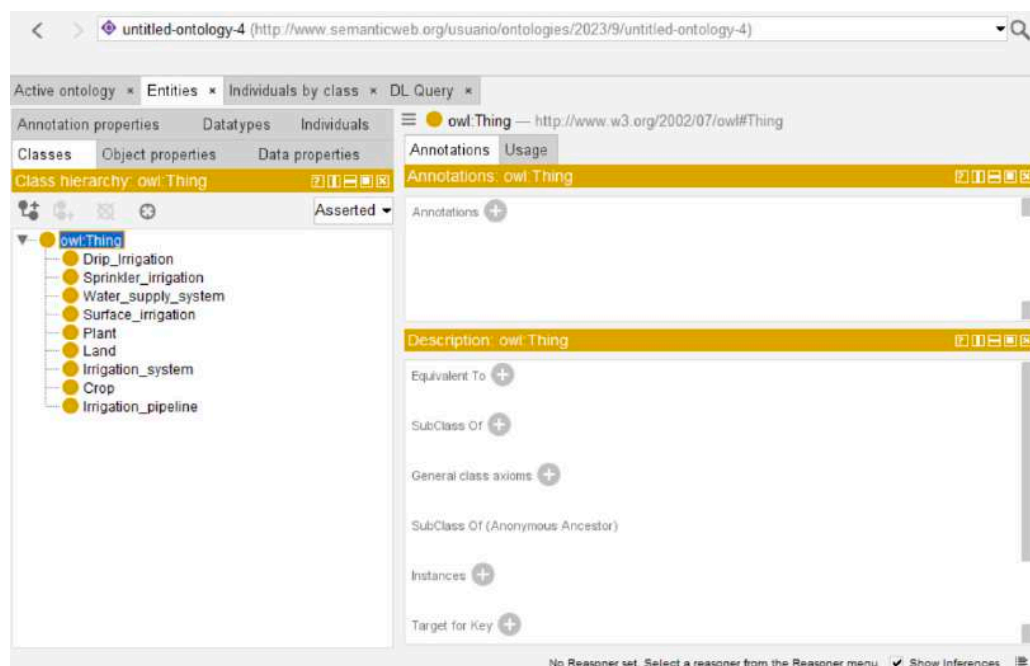 untitled-ontology-4 (http://www.semanticweb.org/usuario/ontologies/2023/9/untitled-ontology-4)
Active ontology × Entities × Individuals by class × DL Query ×
Annotation properties Datatypes Individuals
Classes Object properties Data properties
Class hierarchy: owl:Thing
Asserted
owl:Thing
Drip_Irrigation
Sprinkler_irrigation
Water_supply_system
Surface_irrigation
Plant
Land
Irrigation_system
Crop
Irrigation_pipeline
owl:Thing — http://www.w3.org/2002/07/owl#Thing
Annotations Usage
Annotations: owl:Thing
Annotations
Description: owl:Thing
Equivalent To
SubClass Of
General class axioms
SubClass Of (Anonymous Ancestor)
Instances
Target for Key
No Reasoner set. Select a reasoner from the Reasoner menu Show Inferences